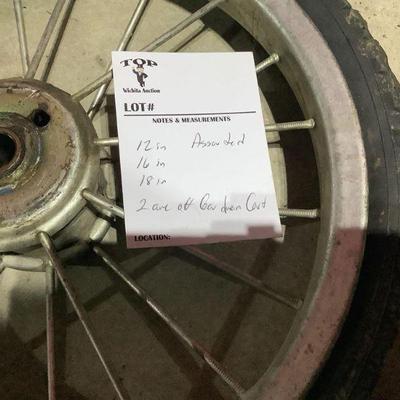 TOP
Wichita Auction
LOT#
NOTES & MEASUREMENTS
12 in Assorted
16 in
18 in
2 are off Garden Cart
LOCATION: